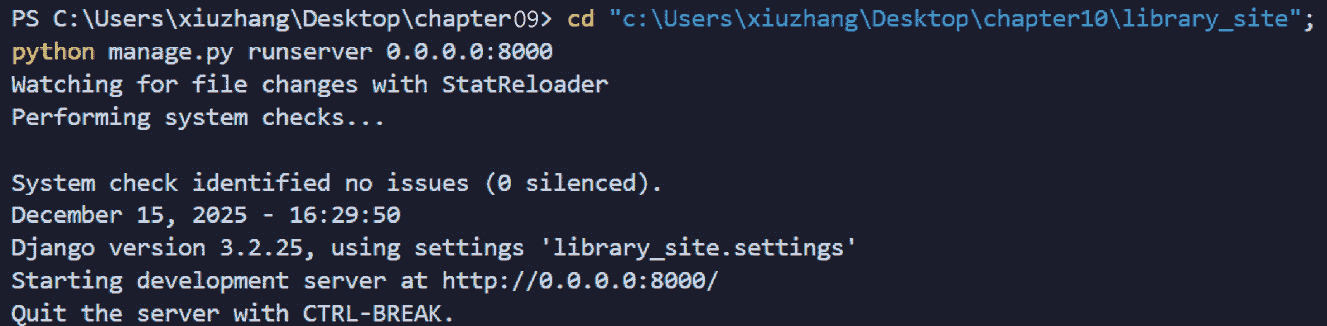 PS C:\Users\xiuzhang\Desktop\chapter09> cd "c:\Users\xiuzhang\Desktop\chapter10\library_site";
python manage.py runserver 0.0.0.0:8000
Watching for file changes with StatReloader
Performing system checks...
System check identified no issues (0 silenced).
December 15, 2025 - 16:29:50
Django version 3.2.25, using settings 'library_site.settings'
Starting development server at http://0.0.0.0:8000/
Quit the server with CTRL-BREAK.